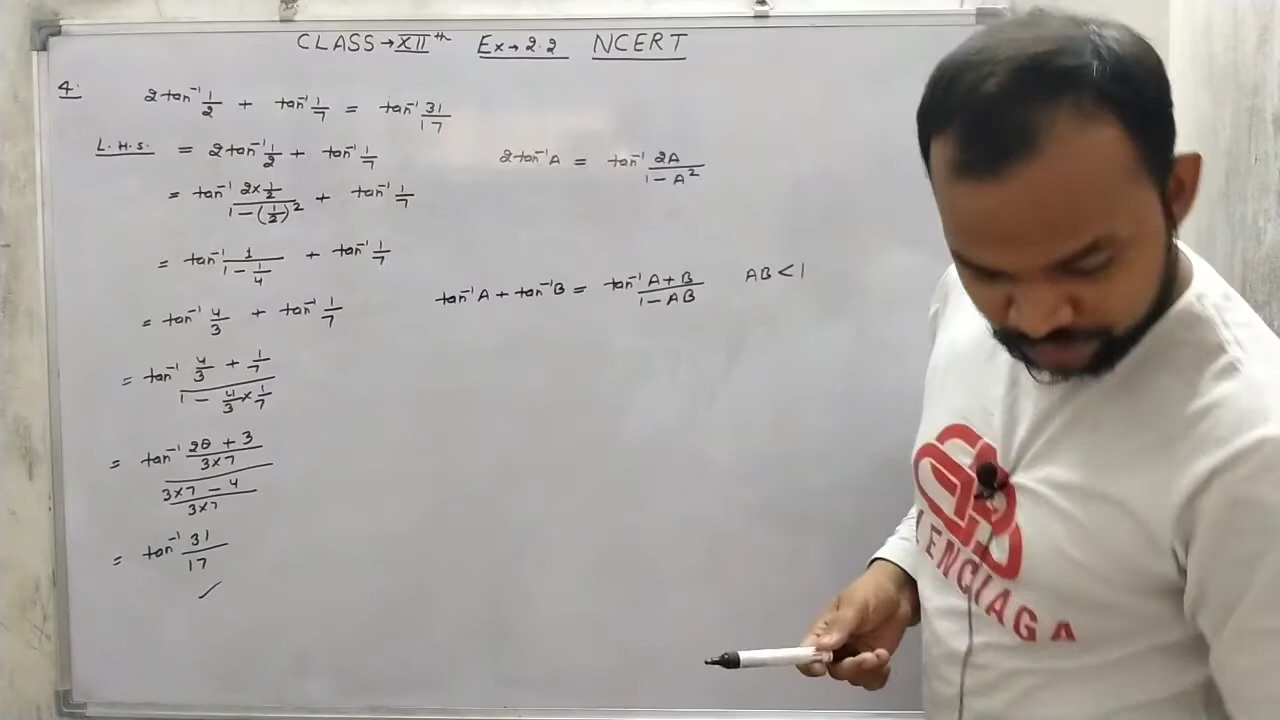 CLASS → XIIth Ex → 2.2 NCERT
4. 2tan⁻¹ 1/2 + tan⁻¹ 1/7 = tan⁻¹ 31/17
L.H.S. = 2tan⁻¹ 1/2 + tan⁻¹ 1/7
2tan⁻¹A = tan⁻¹ 2A/(1 - A²)
= tan⁻¹ (2×1/2)/(1-(1/2)²) + tan⁻¹ 1/7
= tan⁻¹ 1/(1 - 1/4) + tan⁻¹ 1/7
tan⁻¹A + tan⁻¹B = tan⁻¹ (A+B)/(1-AB) AB < 1
= tan⁻¹ 4/3 + tan⁻¹ 1/7
= tan⁻¹ (4/3 + 1/7)/(1 - 4/3×1/7)
= tan⁻¹ ((28 + 3)/(3×7))/((3×7 - 4)/(3×7))
= tan⁻¹ 31/17
✓
LENCIAGA